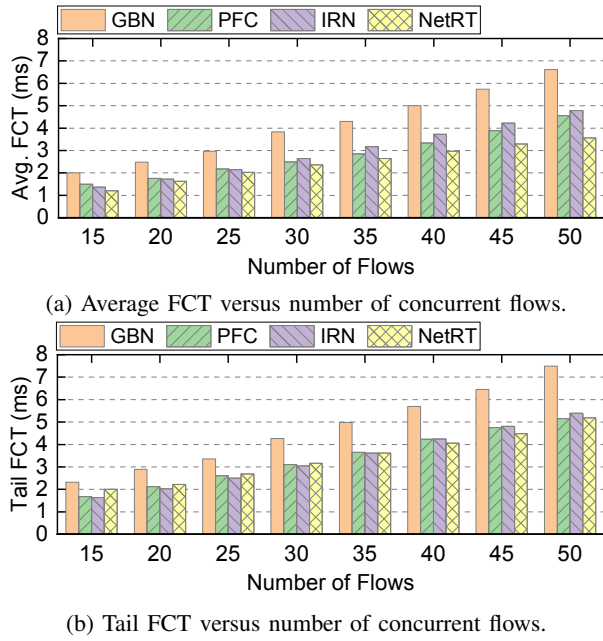 GBN PFC IRN NetRT
8
7
6
5
4
3
2
1
0
Avg. FCT (ms)
15 20 25 30 35 40 45 50
Number of Flows
(a) Average FCT versus number of concurrent flows.
GBN PFC IRN NetRT
8
7
6
5
4
3
2
1
0
Tail FCT (ms)
15 20 25 30 35 40 45 50
Number of Flows
(b) Tail FCT versus number of concurrent flows.